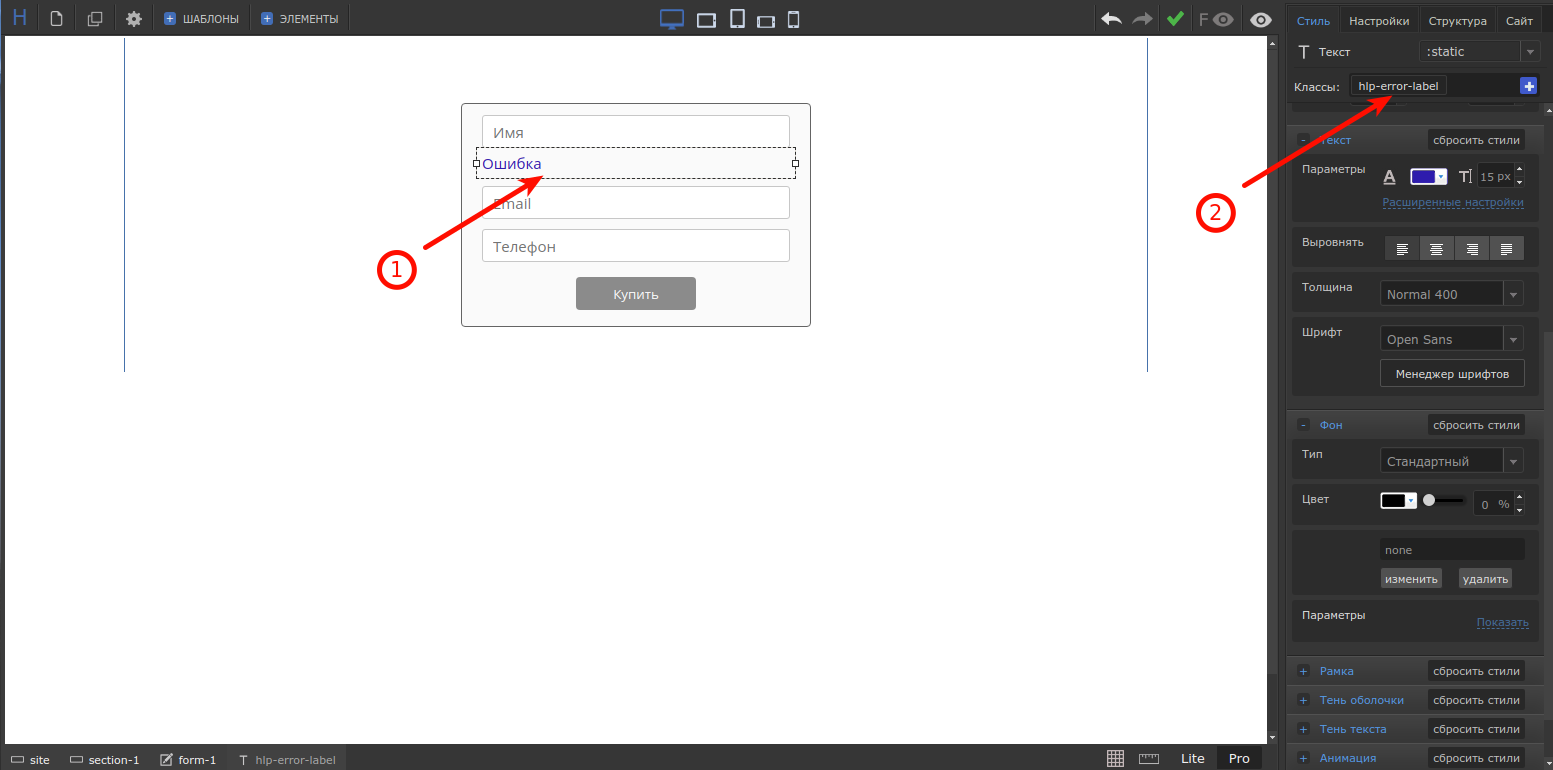 H ШАБЛОНЫ ЭЛЕМЕНТЫ F
Стиль Настройки Структура Сайт
T Текст :static
Классы: hlp-error-label
Имя
Ошибка
Email
Телефон
Купить
1
2
- Текст сбросить стили
Параметры A T 15 px
Расширенные настройки
Выровнять
Толщина Normal 400
Шрифт Open Sans
Менеджер шрифтов
- Фон сбросить стили
Тип Стандартный
Цвет 0 %
none
изменить удалить
Параметры Показать
+ Рамка сбросить стили
+ Тень оболочки сбросить стили
+ Тень текста сбросить стили
+ Анимация сбросить стили
site section-1 form-1 T hlp-error-label Lite Pro